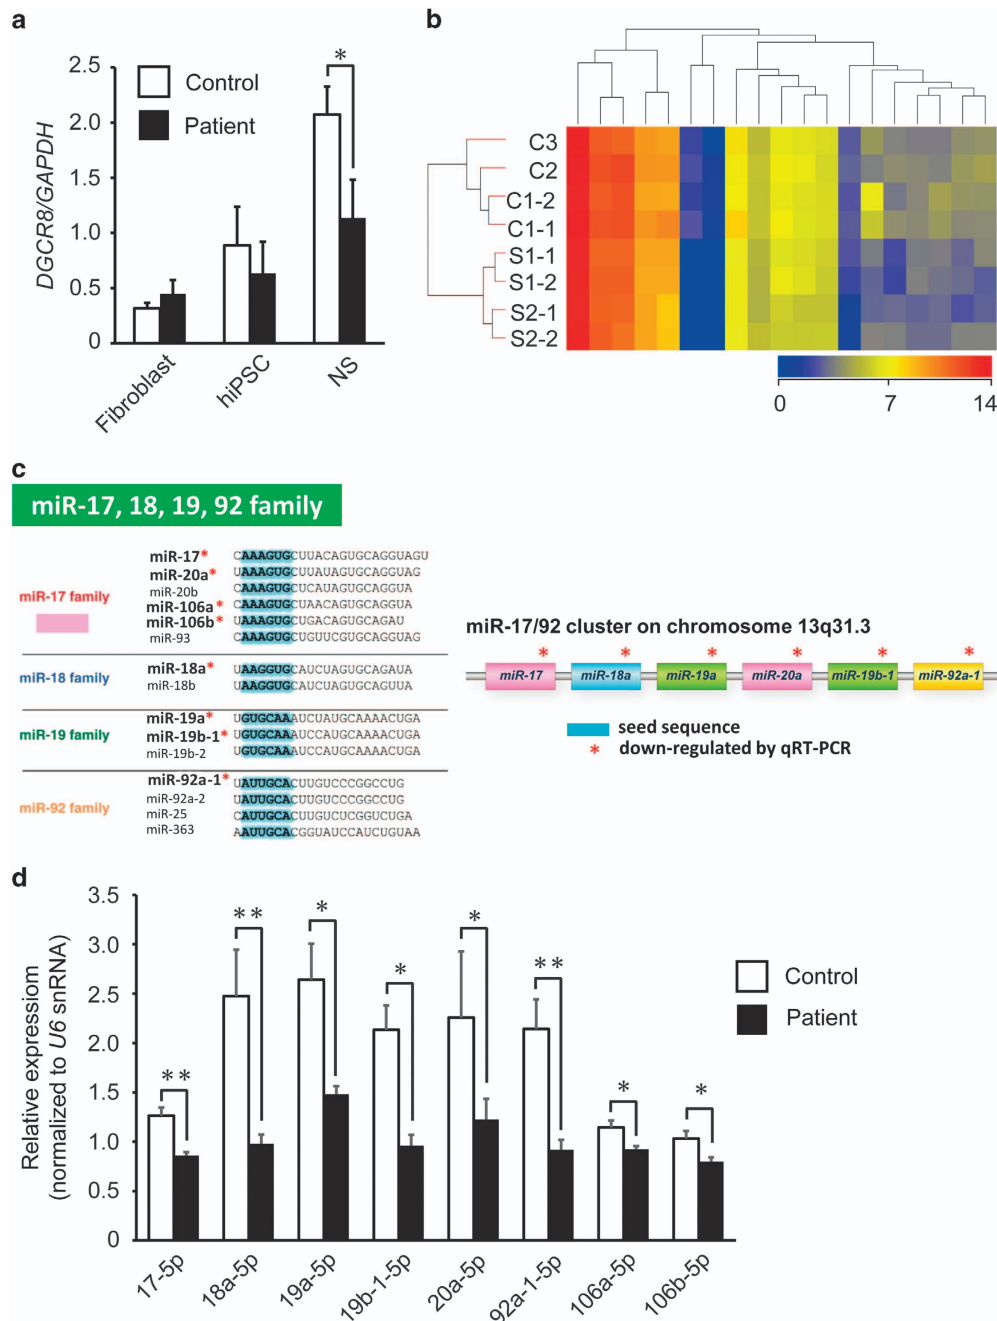 a
2.5
2.0
1.5
1.0
0.5
0
DGCR8/GAPDH
Control
Patient
*
Fibroblast
hiPSC
NS
b
C3
C2
C1-2
C1-1
S1-1
S1-2
S2-1
S2-2
0 7 14
c
miR-17, 18, 19, 92 family
miR-17 family
miR-17* CAAAGUGCUUACAGUGCAGGUAGU
miR-20a* UAAAGUGCUUAUAGUGCAGGUAG
miR-20b CAAAGUGCUCAUAGUGCAGGUA
miR-106a* CAAAGUGCUAACAGUGCAGGUA
miR-106b* UAAAGUGCUGACAGUGCAGAU
miR-93 CAAAGUGCUGUUCGUGCAGGUAG
miR-18 family
miR-18a* UAAGGUGCAUCUAGUGCAGAUA
miR-18b UAAGGUGCAUCUAGUGCAGUUA
miR-19 family
miR-19a* UGUGCAAAUCUAUGCAAAACUGA
miR-19b-1* UGUGCAAAUCCAUGCAAAACUGA
miR-19b-2 UGUGCAAAUCCAUGCAAAACUGA
miR-92 family
miR-92a-1* UAUUGCACUUGUCCCGGCCUG
miR-92a-2 UAUUGCACUUGUCCCGGCCUG
miR-25 CAUUGCACUUGUCUCGGUCUGA
miR-363 AAUUGCACGGUAUCCAUCUGUAA
miR-17/92 cluster on chromosome 13q31.3
* * * * * *
miR-17 miR-18a miR-19a miR-20a miR-19b-1 miR-92a-1
seed sequence
* down-regulated by qRT-PCR
d
3.5
3.0
2.5
2.0
1.5
1.0
0.5
0
Relative expression
(normalized to U6 snRNA)
** ** * * * ** * *
Control
Patient
17-5p
18a-5p
19a-5p
19b-1-5p
20a-5p
92a-1-5p
106a-5p
106b-5p